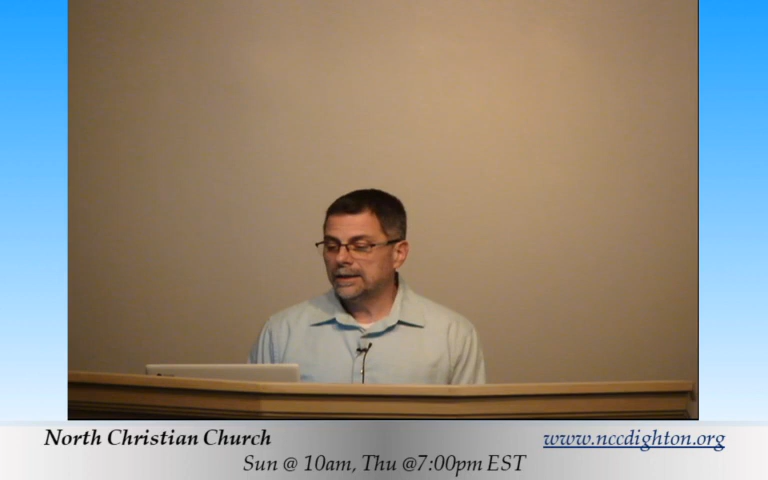 North Christian Church
www.nccdighton.org
Sun @ 10am, Thu @7:00pm EST